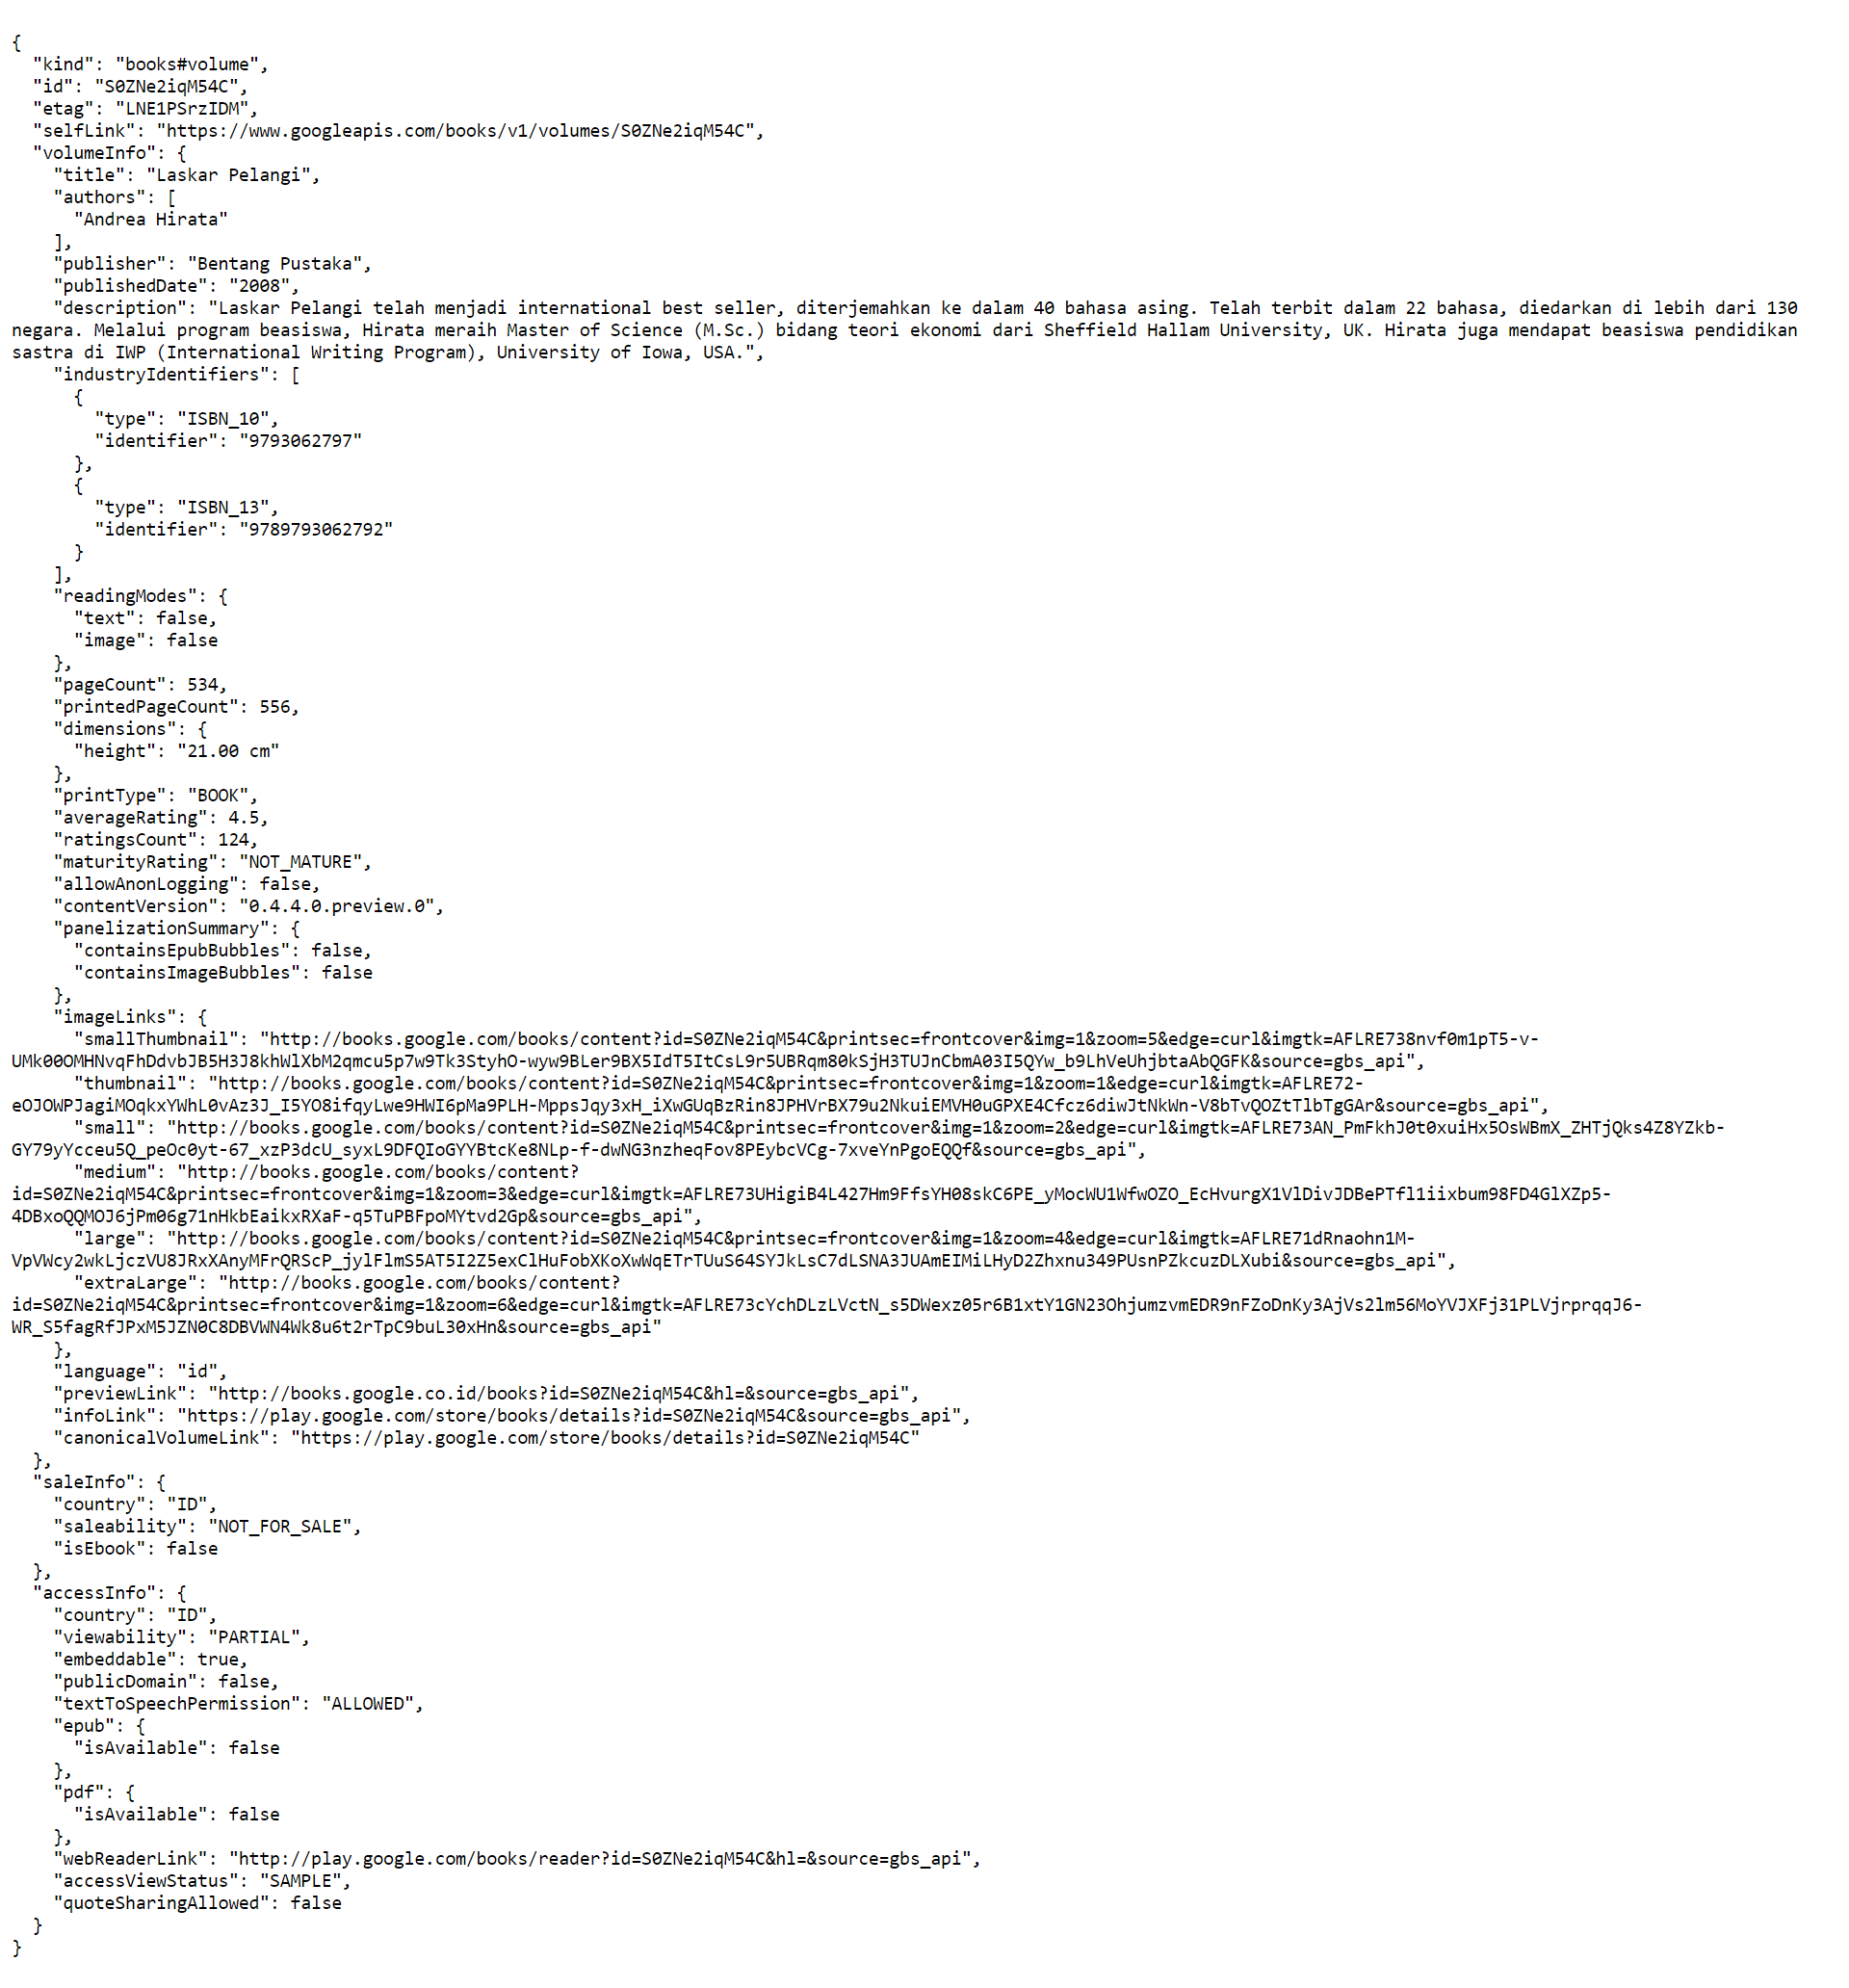 {
  "kind": "books#volume",
  "id": "S0ZNe2iqM54C",
  "etag": "LNE1PSrzIDM",
  "selfLink": "https://www.googleapis.com/books/v1/volumes/S0ZNe2iqM54C",
  "volumeInfo": {
    "title": "Laskar Pelangi",
    "authors": [
      "Andrea Hirata"
    ],
    "publisher": "Bentang Pustaka",
    "publishedDate": "2008",
    "description": "Laskar Pelangi telah menjadi international best seller, diterjemahkan ke dalam 40 bahasa asing. Telah terbit dalam 22 bahasa, diedarkan di lebih dari 130
negara. Melalui program beasiswa, Hirata meraih Master of Science (M.Sc.) bidang teori ekonomi dari Sheffield Hallam University, UK. Hirata juga mendapat beasiswa pendidikan
sastra di IWP (International Writing Program), University of Iowa, USA.",
    "industryIdentifiers": [
      {
        "type": "ISBN_10",
        "identifier": "9793062797"
      },
      {
        "type": "ISBN_13",
        "identifier": "9789793062792"
      }
    ],
    "readingModes": {
      "text": false,
      "image": false
    },
    "pageCount": 534,
    "printedPageCount": 556,
    "dimensions": {
      "height": "21.00 cm"
    },
    "printType": "BOOK",
    "averageRating": 4.5,
    "ratingsCount": 124,
    "maturityRating": "NOT_MATURE",
    "allowAnonLogging": false,
    "contentVersion": "0.4.4.0.preview.0",
    "panelizationSummary": {
      "containsEpubBubbles": false,
      "containsImageBubbles": false
    },
    "imageLinks": {
      "smallThumbnail": "http://books.google.com/books/content?id=S0ZNe2iqM54C&printsec=frontcover&img=1&zoom=5&edge=curl&imgtk=AFLRE738nvf0m1pT5-v-
UMk00OMHNvqFhDdvbJB5H3J8khWlXbM2qmcu5p7w9Tk3StyhO-wyw9BLer9BX5IdT5ItCsL9r5UBRqm80kSjH3TUJnCbmA03I5QYw_b9LhVeUhjbtaAbQGFK&source=gbs_api",
      "thumbnail": "http://books.google.com/books/content?id=S0ZNe2iqM54C&printsec=frontcover&img=1&zoom=1&edge=curl&imgtk=AFLRE72-
eOJOWPJagiMOqkxYWhL0vAz3J_I5YO8ifqyLwe9HWI6pMa9PLH-MppsJqy3xH_iXwGUqBzRin8JPHVrBX79u2NkuiEMVH0uGPXE4Cfcz6diwJtNkWn-V8bTvQOZtTlbTgGAr&source=gbs_api",
      "small": "http://books.google.com/books/content?id=S0ZNe2iqM54C&printsec=frontcover&img=1&zoom=2&edge=curl&imgtk=AFLRE73AN_PmFkhJ0t0xuiHx5OsWBmX_ZHTjQks4Z8YZkb-
GY79yYcceu5Q_peOc0yt-67_xzP3dcU_syxL9DFQIoGYYBtcKe8NLp-f-dwNG3nzheqFov8PEybcVCg-7xveYnPgoEQQf&source=gbs_api",
      "medium": "http://books.google.com/books/content?
id=S0ZNe2iqM54C&printsec=frontcover&img=1&zoom=3&edge=curl&imgtk=AFLRE73UHigiB4L427Hm9FfsYH08skC6PE_yMocWU1WfwOZO_EcHvurgX1VlDivJDBePTfl1iixbum98FD4GlXZp5-
4DBxoQQMOJ6jPm06g71nHkbEaikxRXaF-q5TuPBFpoMYtvd2Gp&source=gbs_api",
      "large": "http://books.google.com/books/content?id=S0ZNe2iqM54C&printsec=frontcover&img=1&zoom=4&edge=curl&imgtk=AFLRE71dRnaohn1M-
VpVWcy2wkLjczVU8JRxXAnyMFrQRScP_jylFlmS5AT5I2Z5exClHuFobXKoXwWqETrTUuS64SYJkLsC7dLSNA3JUAmEIMiLHyD2Zhxnu349PUsnPZkcuzDLXubi&source=gbs_api",
      "extraLarge": "http://books.google.com/books/content?
id=S0ZNe2iqM54C&printsec=frontcover&img=1&zoom=6&edge=curl&imgtk=AFLRE73cYchDLzLVctN_s5DWexz05r6B1xtY1GN23OhjumzvmEDR9nFZoDnKy3AjVs2lm56MoYVJXFj31PLVjrprqqJ6-
WR_S5fagRfJPxM5JZN0C8DBVWN4Wk8u6t2rTpC9buL30xHn&source=gbs_api"
    },
    "language": "id",
    "previewLink": "http://books.google.co.id/books?id=S0ZNe2iqM54C&hl=&source=gbs_api",
    "infoLink": "https://play.google.com/store/books/details?id=S0ZNe2iqM54C&source=gbs_api",
    "canonicalVolumeLink": "https://play.google.com/store/books/details?id=S0ZNe2iqM54C"
  },
  "saleInfo": {
    "country": "ID",
    "saleability": "NOT_FOR_SALE",
    "isEbook": false
  },
  "accessInfo": {
    "country": "ID",
    "viewability": "PARTIAL",
    "embeddable": true,
    "publicDomain": false,
    "textToSpeechPermission": "ALLOWED",
    "epub": {
      "isAvailable": false
    },
    "pdf": {
      "isAvailable": false
    },
    "webReaderLink": "http://play.google.com/books/reader?id=S0ZNe2iqM54C&hl=&source=gbs_api",
    "accessViewStatus": "SAMPLE",
    "quoteSharingAllowed": false
  }
}